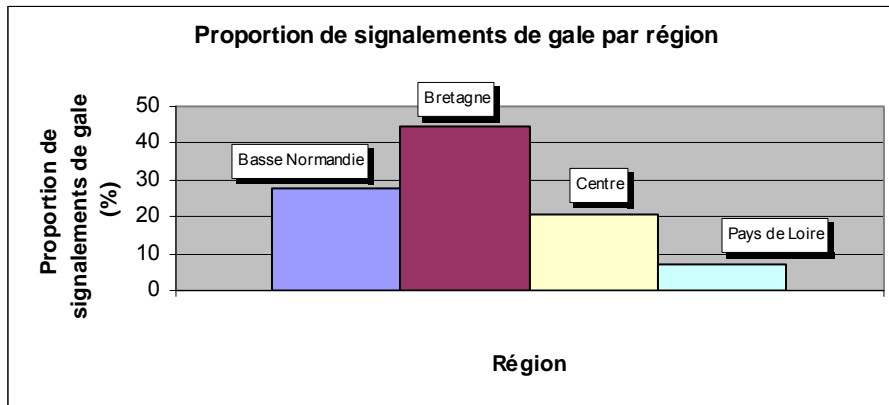 Proportion de signalements de gale par région
Proportion de
signalements de gale
(%)
50
40
30
20
10
0
Basse Normandie
Bretagne
Centre
Pays de Loire
Région